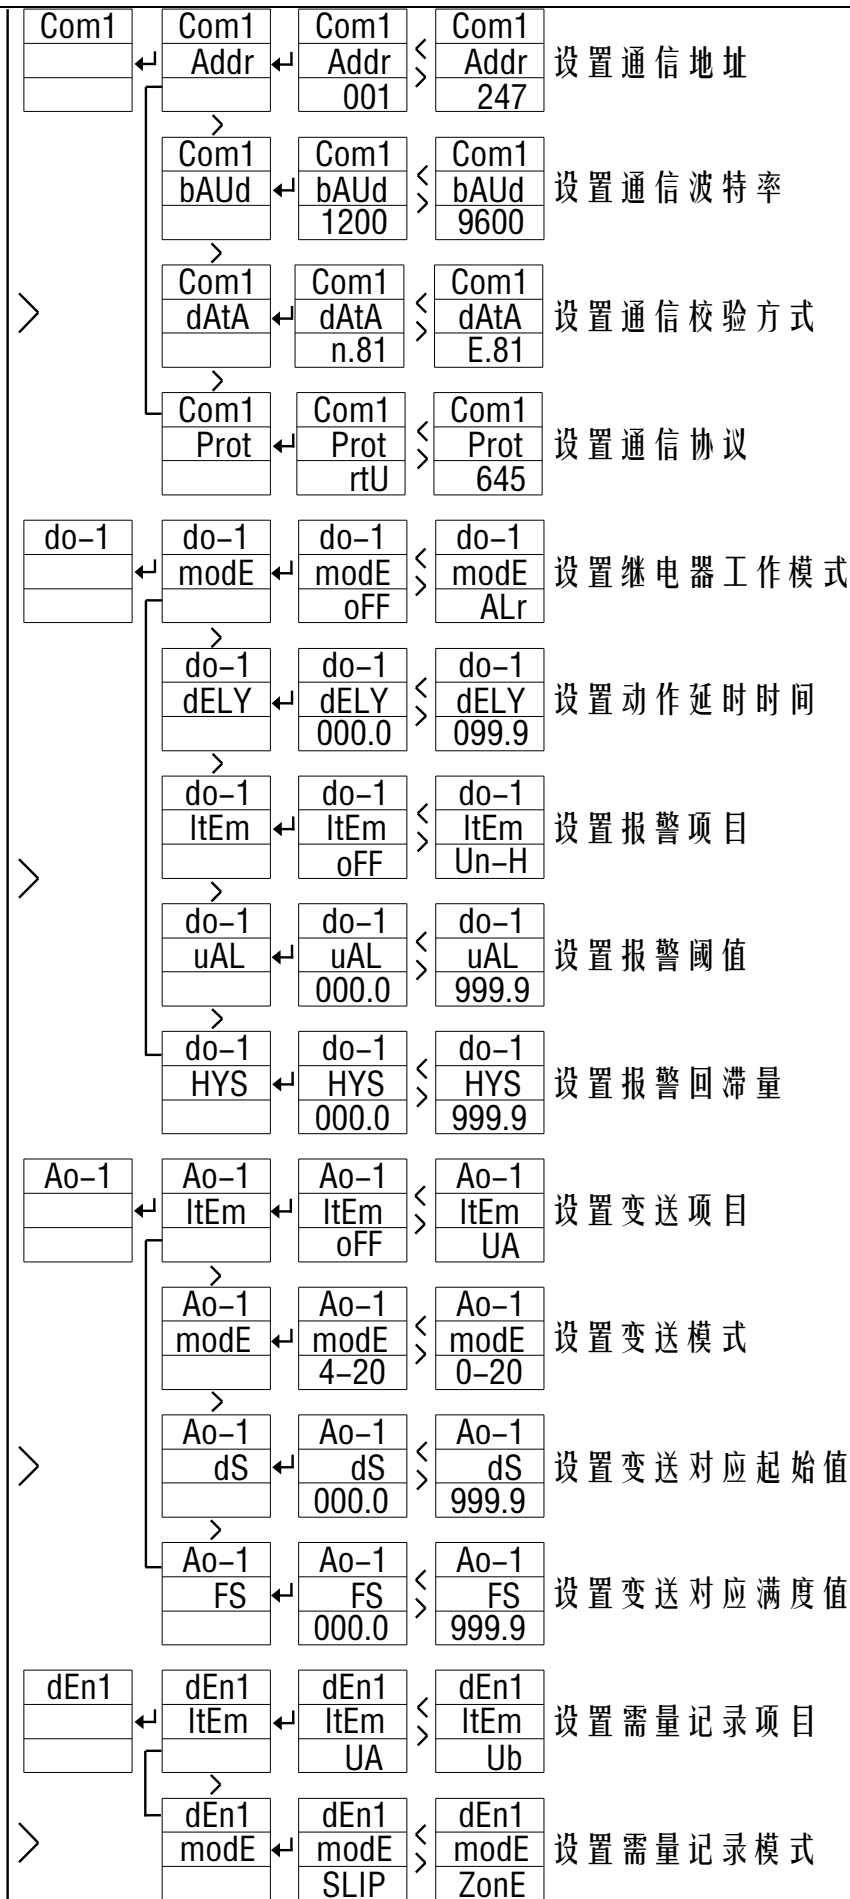 Com1 Com1 Com1 Com1
Addr Addr Addr 设置通信地址
001 247
Com1 Com1 Com1
bAUd bAUd bAUd 设置通信波特率
1200 9600
Com1 Com1 Com1
dAtA dAtA dAtA 设置通信校验方式
n.81 E.81
Com1 Com1 Com1
Prot Prot Prot 设置通信协议
rtU 645
do-1 do-1 do-1 do-1
modE modE modE 设置继电器工作模式
oFF ALr
do-1 do-1 do-1
dELY dELY dELY 设置动作延时时间
000.0 099.9
do-1 do-1 do-1
ItEm ItEm ItEm 设置报警项目
oFF Un-H
do-1 do-1 do-1
uAL uAL uAL 设置报警阈值
000.0 999.9
do-1 do-1 do-1
HYS HYS HYS 设置报警回滞量
000.0 999.9
Ao-1 Ao-1 Ao-1 Ao-1
ItEm ItEm ItEm 设置变送项目
oFF UA
Ao-1 Ao-1 Ao-1
modE modE modE 设置变送模式
4-20 0-20
Ao-1 Ao-1 Ao-1
dS dS dS 设置变送对应起始值
000.0 999.9
Ao-1 Ao-1 Ao-1
FS FS FS 设置变送对应满度值
000.0 999.9
dEn1 dEn1 dEn1 dEn1
ItEm ItEm ItEm 设置需量记录项目
UA Ub
dEn1 dEn1 dEn1
modE modE modE 设置需量记录模式
SLIP ZonE